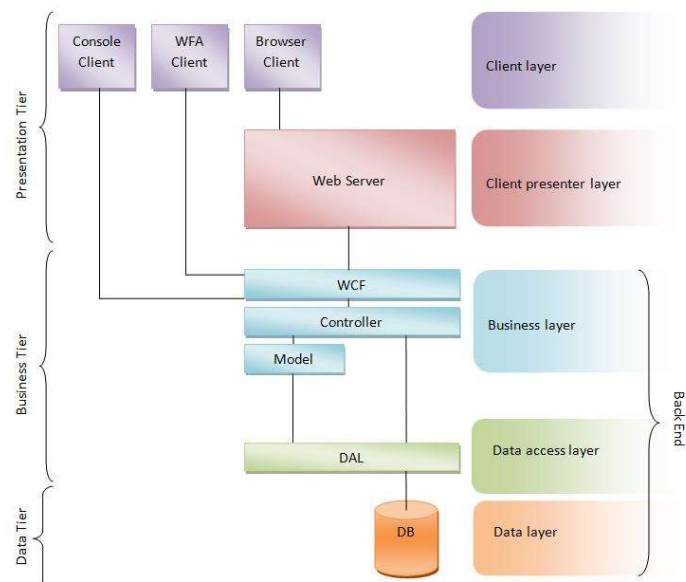 Console
Client
WFA
Client
Browser
Client
Client layer
Presentation Tier
Web Server
Client presenter layer
WCF
Controller
Model
Business layer
Business Tier
Back End
DAL
Data access layer
DB
Data layer
Data Tier